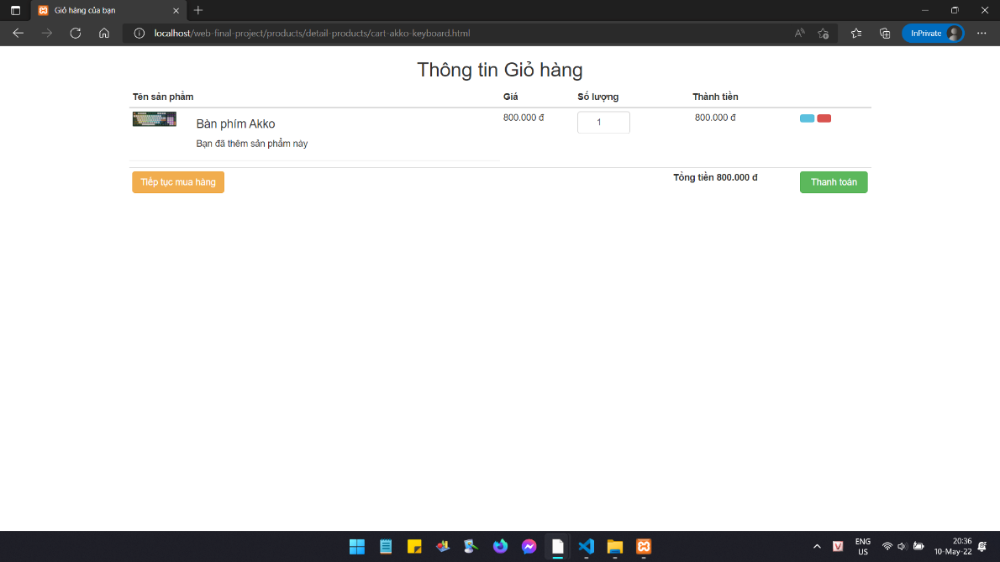 Giỏ hàng của bạn
localhost/web-final-project/products/detail-products/cart-akko-keyboard.html
InPrivate
Thông tin Giỏ hàng
Tên sản phẩm Giá Số lượng Thành tiền
Bàn phím Akko 800.000 đ 1 800.000 đ
Bạn đã thêm sản phẩm này
Tiếp tục mua hàng Tổng tiền 800.000 đ Thanh toán
ENG
US
20:36
10-May-22